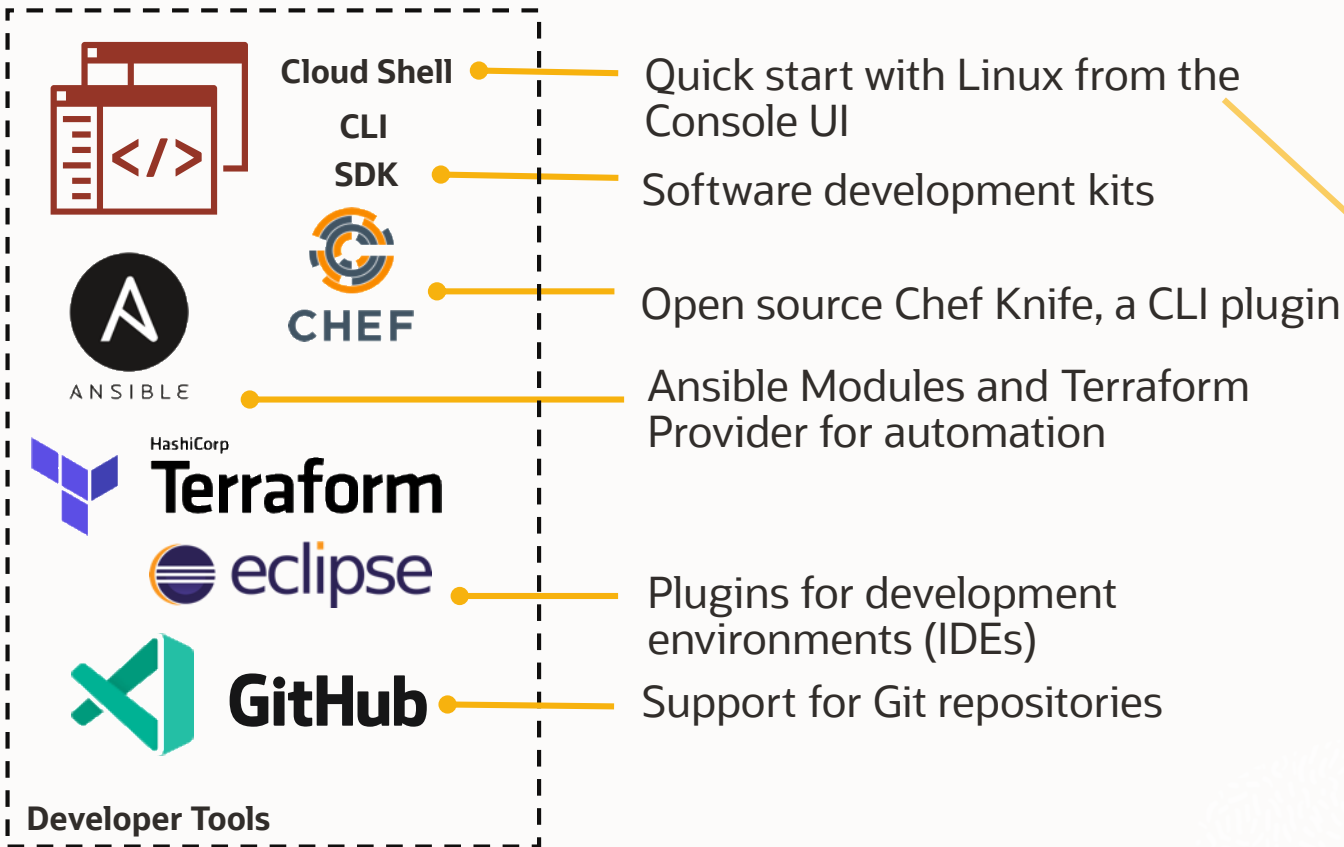 Cloud Shell
CLI
SDK
</>
CHEF
ANSIBLE
HashiCorp
Terraform
eclipse
GitHub
Developer Tools
Quick start with Linux from the
Console UI
Software development kits
Open source Chef Knife, a CLI plugin
Ansible Modules and Terraform
Provider for automation
Plugins for development
environments (IDEs)
Support for Git repositories